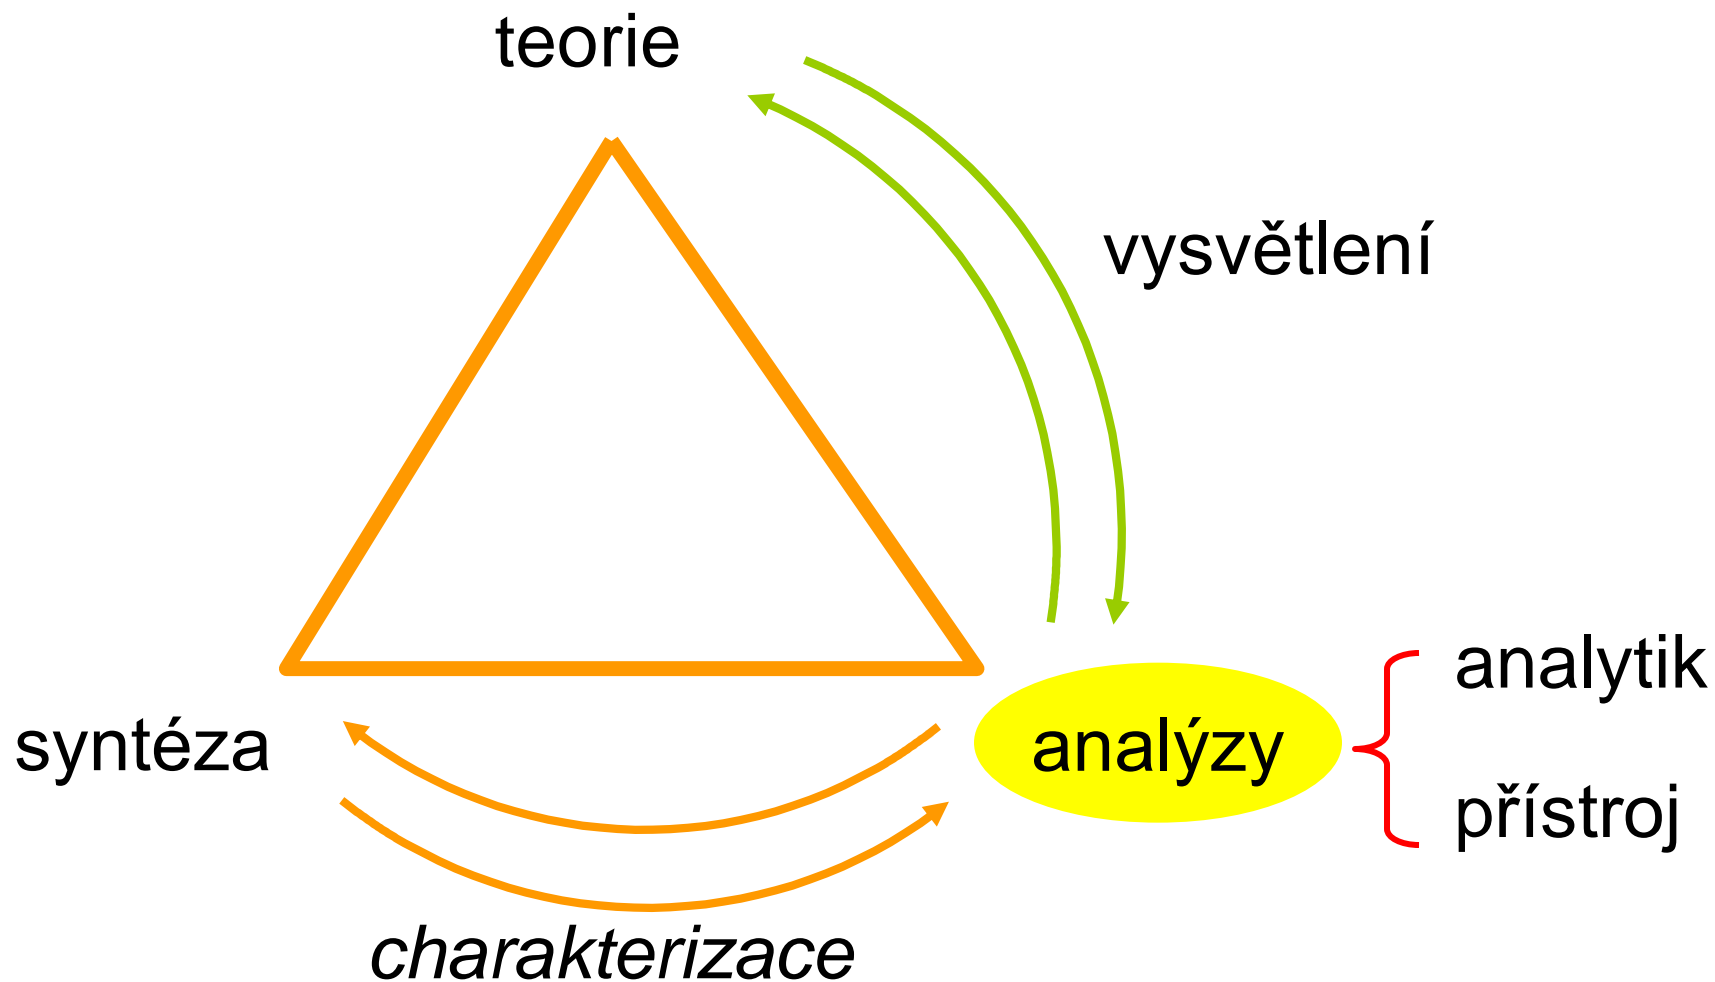 teorie
vysvětlení
analytik
syntéza
analýzy
přístroj
charakterizace